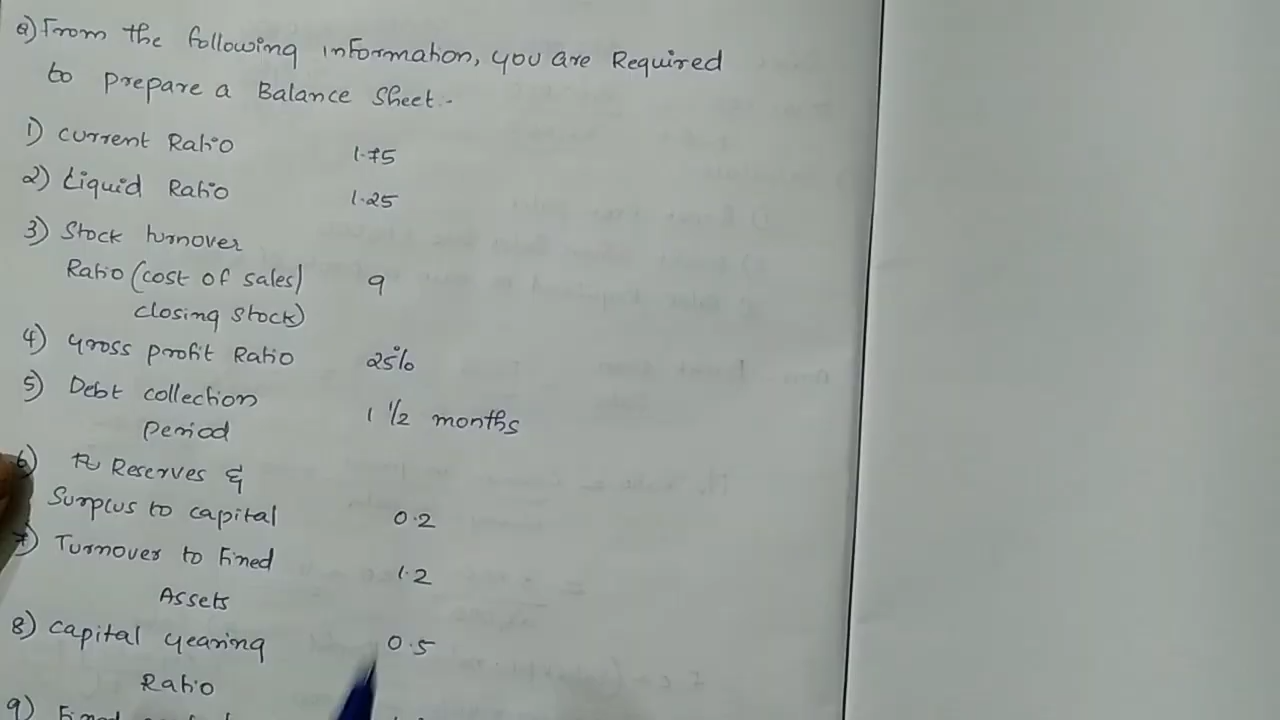 Q) From the following information, you are Required
to prepare a Balance Sheet.-
1) Current Ratio 1.75
2) Liquid Ratio 1.25
3) Stock turnover
Ratio (cost of sales/ 9
closing stock)
4) Gross profit Ratio 25%
5) Debt collection
period 1 1/2 months
6) Reserves &
Surplus to capital 0.2
7) Turnover to Fixed 1.2
Assets
8) Capital gearing 0.5
Ratio
9)